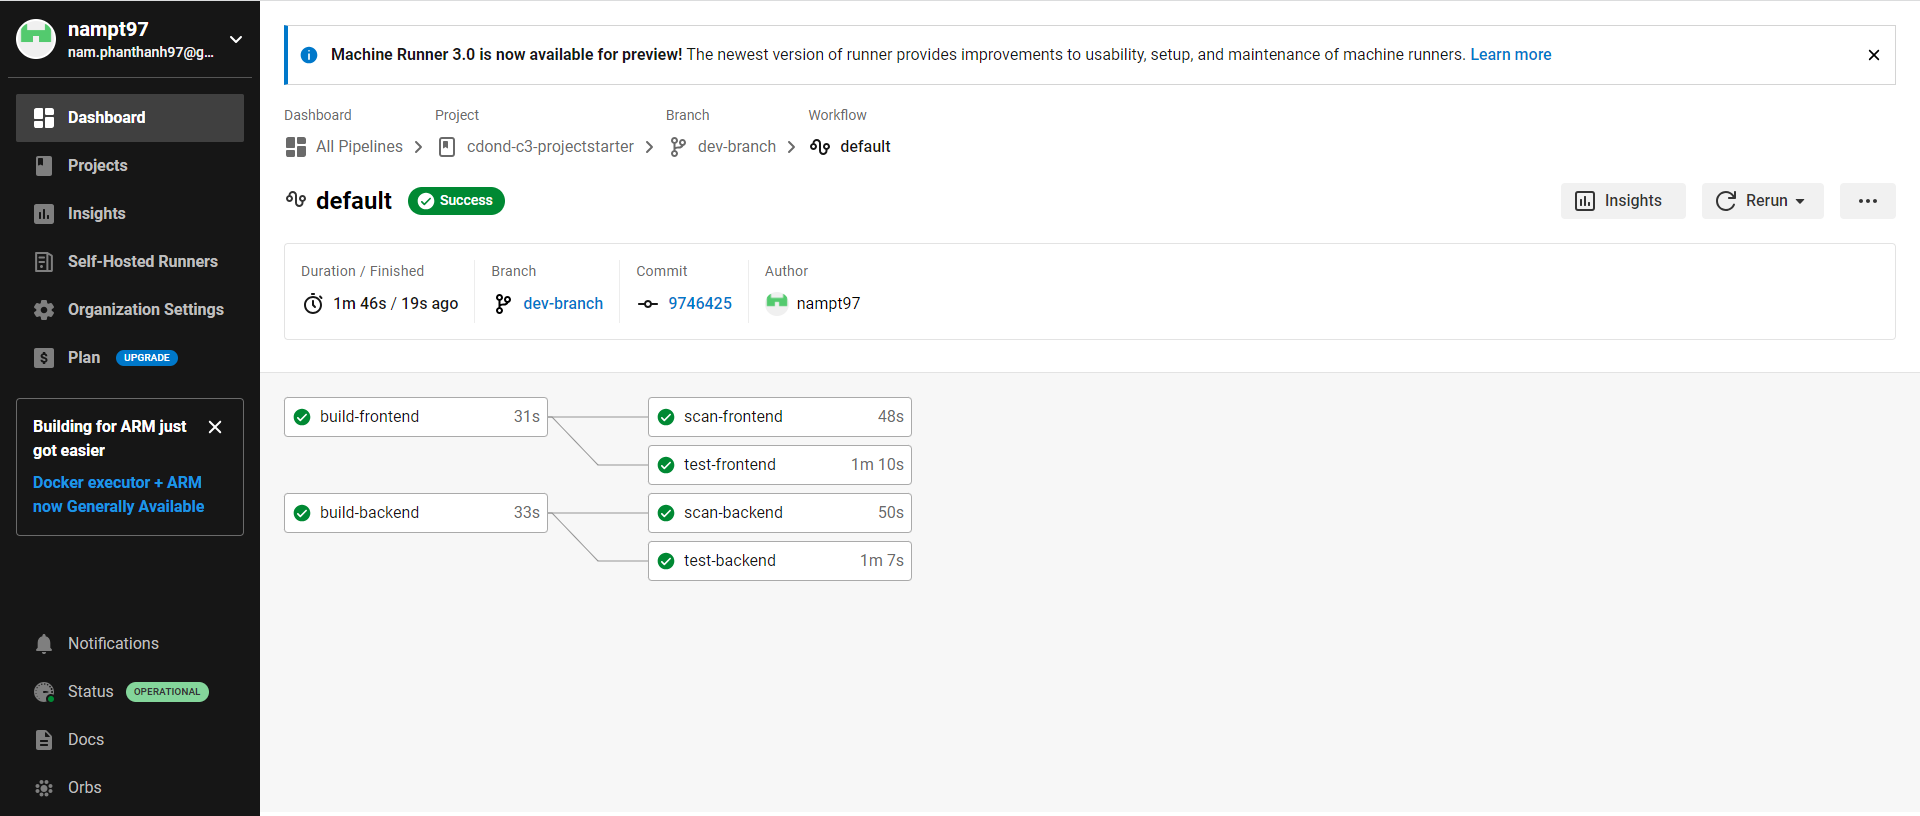 nampt97
nam.phanthanh97@g...
Dashboard
Projects
Insights
Self-Hosted Runners
Organization Settings
Plan UPGRADE
Building for ARM just
got easier
Docker executor + ARM
now Generally Available
Notifications
Status OPERATIONAL
Docs
Orbs
Machine Runner 3.0 is now available for preview! The newest version of runner provides improvements to usability, setup, and maintenance of machine runners. Learn more
Dashboard Project Branch Workflow
All Pipelines cdond-c3-projectstarter dev-branch default
default Success Insights Rerun
Duration / Finished Branch Commit Author
1m 46s / 19s ago dev-branch 9746425 nampt97
build-frontend 31s scan-frontend 48s
test-frontend 1m 10s
build-backend 33s scan-backend 50s
test-backend 1m 7s